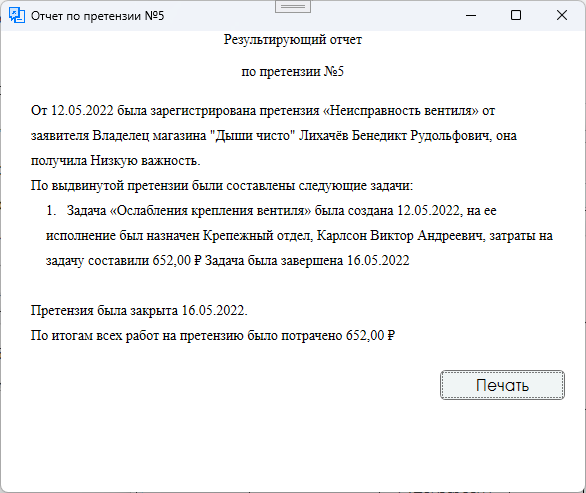 Отчет по претензии №5
Результирующий отчет
по претензии №5
От 12.05.2022 была зарегистрирована претензия «Неисправность вентиля» от
заявителя Владелец магазина "Дыши чисто" Лихачёв Бенедикт Рудольфович, она
получила Низкую важность.
По выдвинутой претензии были составлены следующие задачи:
1. Задача «Ослабления крепления вентиля» была создана 12.05.2022, на ее
исполнение был назначен Крепежный отдел, Карлсон Виктор Андреевич, затраты на
задачу составили 652,00 ₽ Задача была завершена 16.05.2022
Претензия была закрыта 16.05.2022.
По итогам всех работ на претензию было потрачено 652,00 ₽
Печать